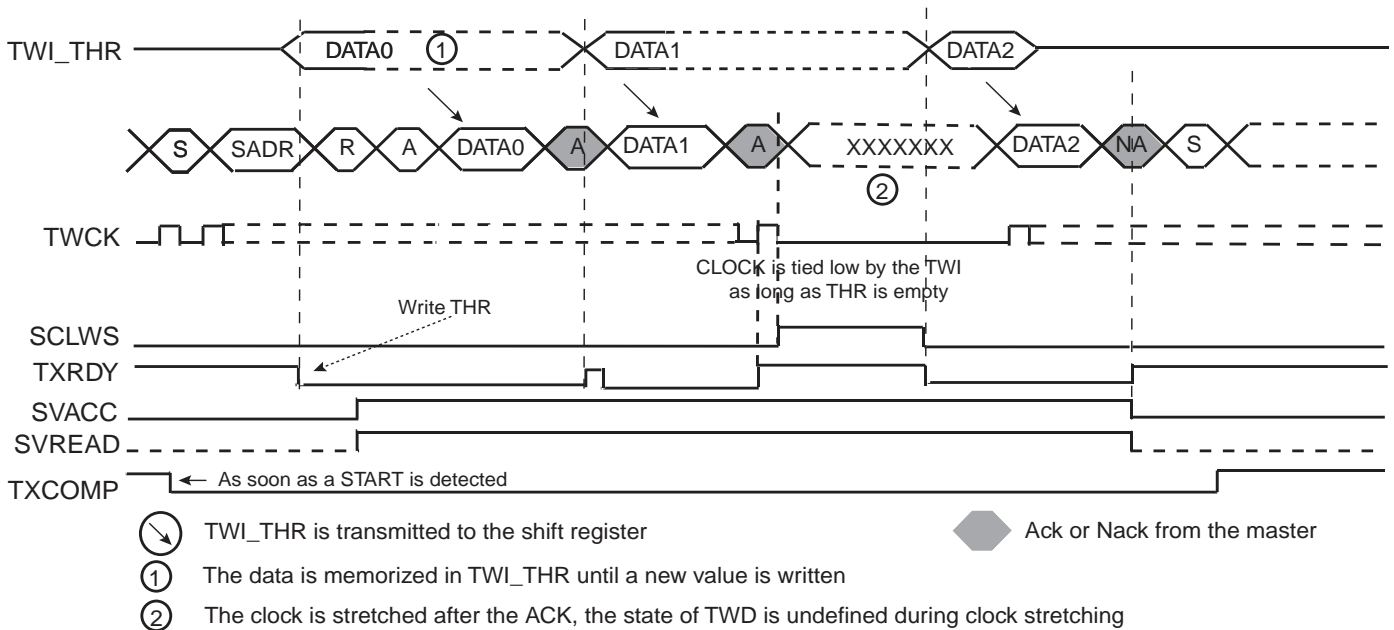 TWI_THR DATA0 1 DATA1 DATA2
S SADR R A DATA0 A DATA1 A XXXXXXX DATA2 NA S
2
TWCK
CLOCK is tied low by the TWI
as long as THR is empty
Write THR
SCLWS
TXRDY
SVACC
SVREAD
TXCOMP As soon as a START is detected
TWI_THR is transmitted to the shift register Ack or Nack from the master
1 The data is memorized in TWI_THR until a new value is written
2 The clock is stretched after the ACK, the state of TWD is undefined during clock stretching